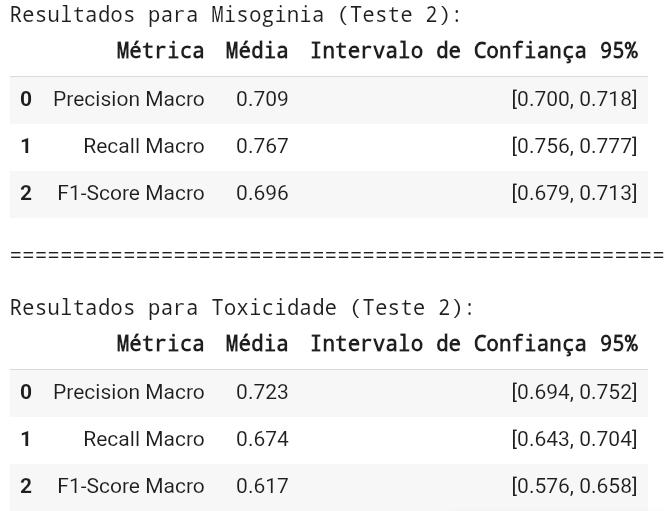 Resultados para Misoginia (Teste 2):
Métrica Média Intervalo de Confiança 95%
0 Precision Macro 0.709 [0.700, 0.718]
1 Recall Macro 0.767 [0.756, 0.777]
2 F1-Score Macro 0.696 [0.679, 0.713]
====================================================
Resultados para Toxicidade (Teste 2):
Métrica Média Intervalo de Confiança 95%
0 Precision Macro 0.723 [0.694, 0.752]
1 Recall Macro 0.674 [0.643, 0.704]
2 F1-Score Macro 0.617 [0.576, 0.658]